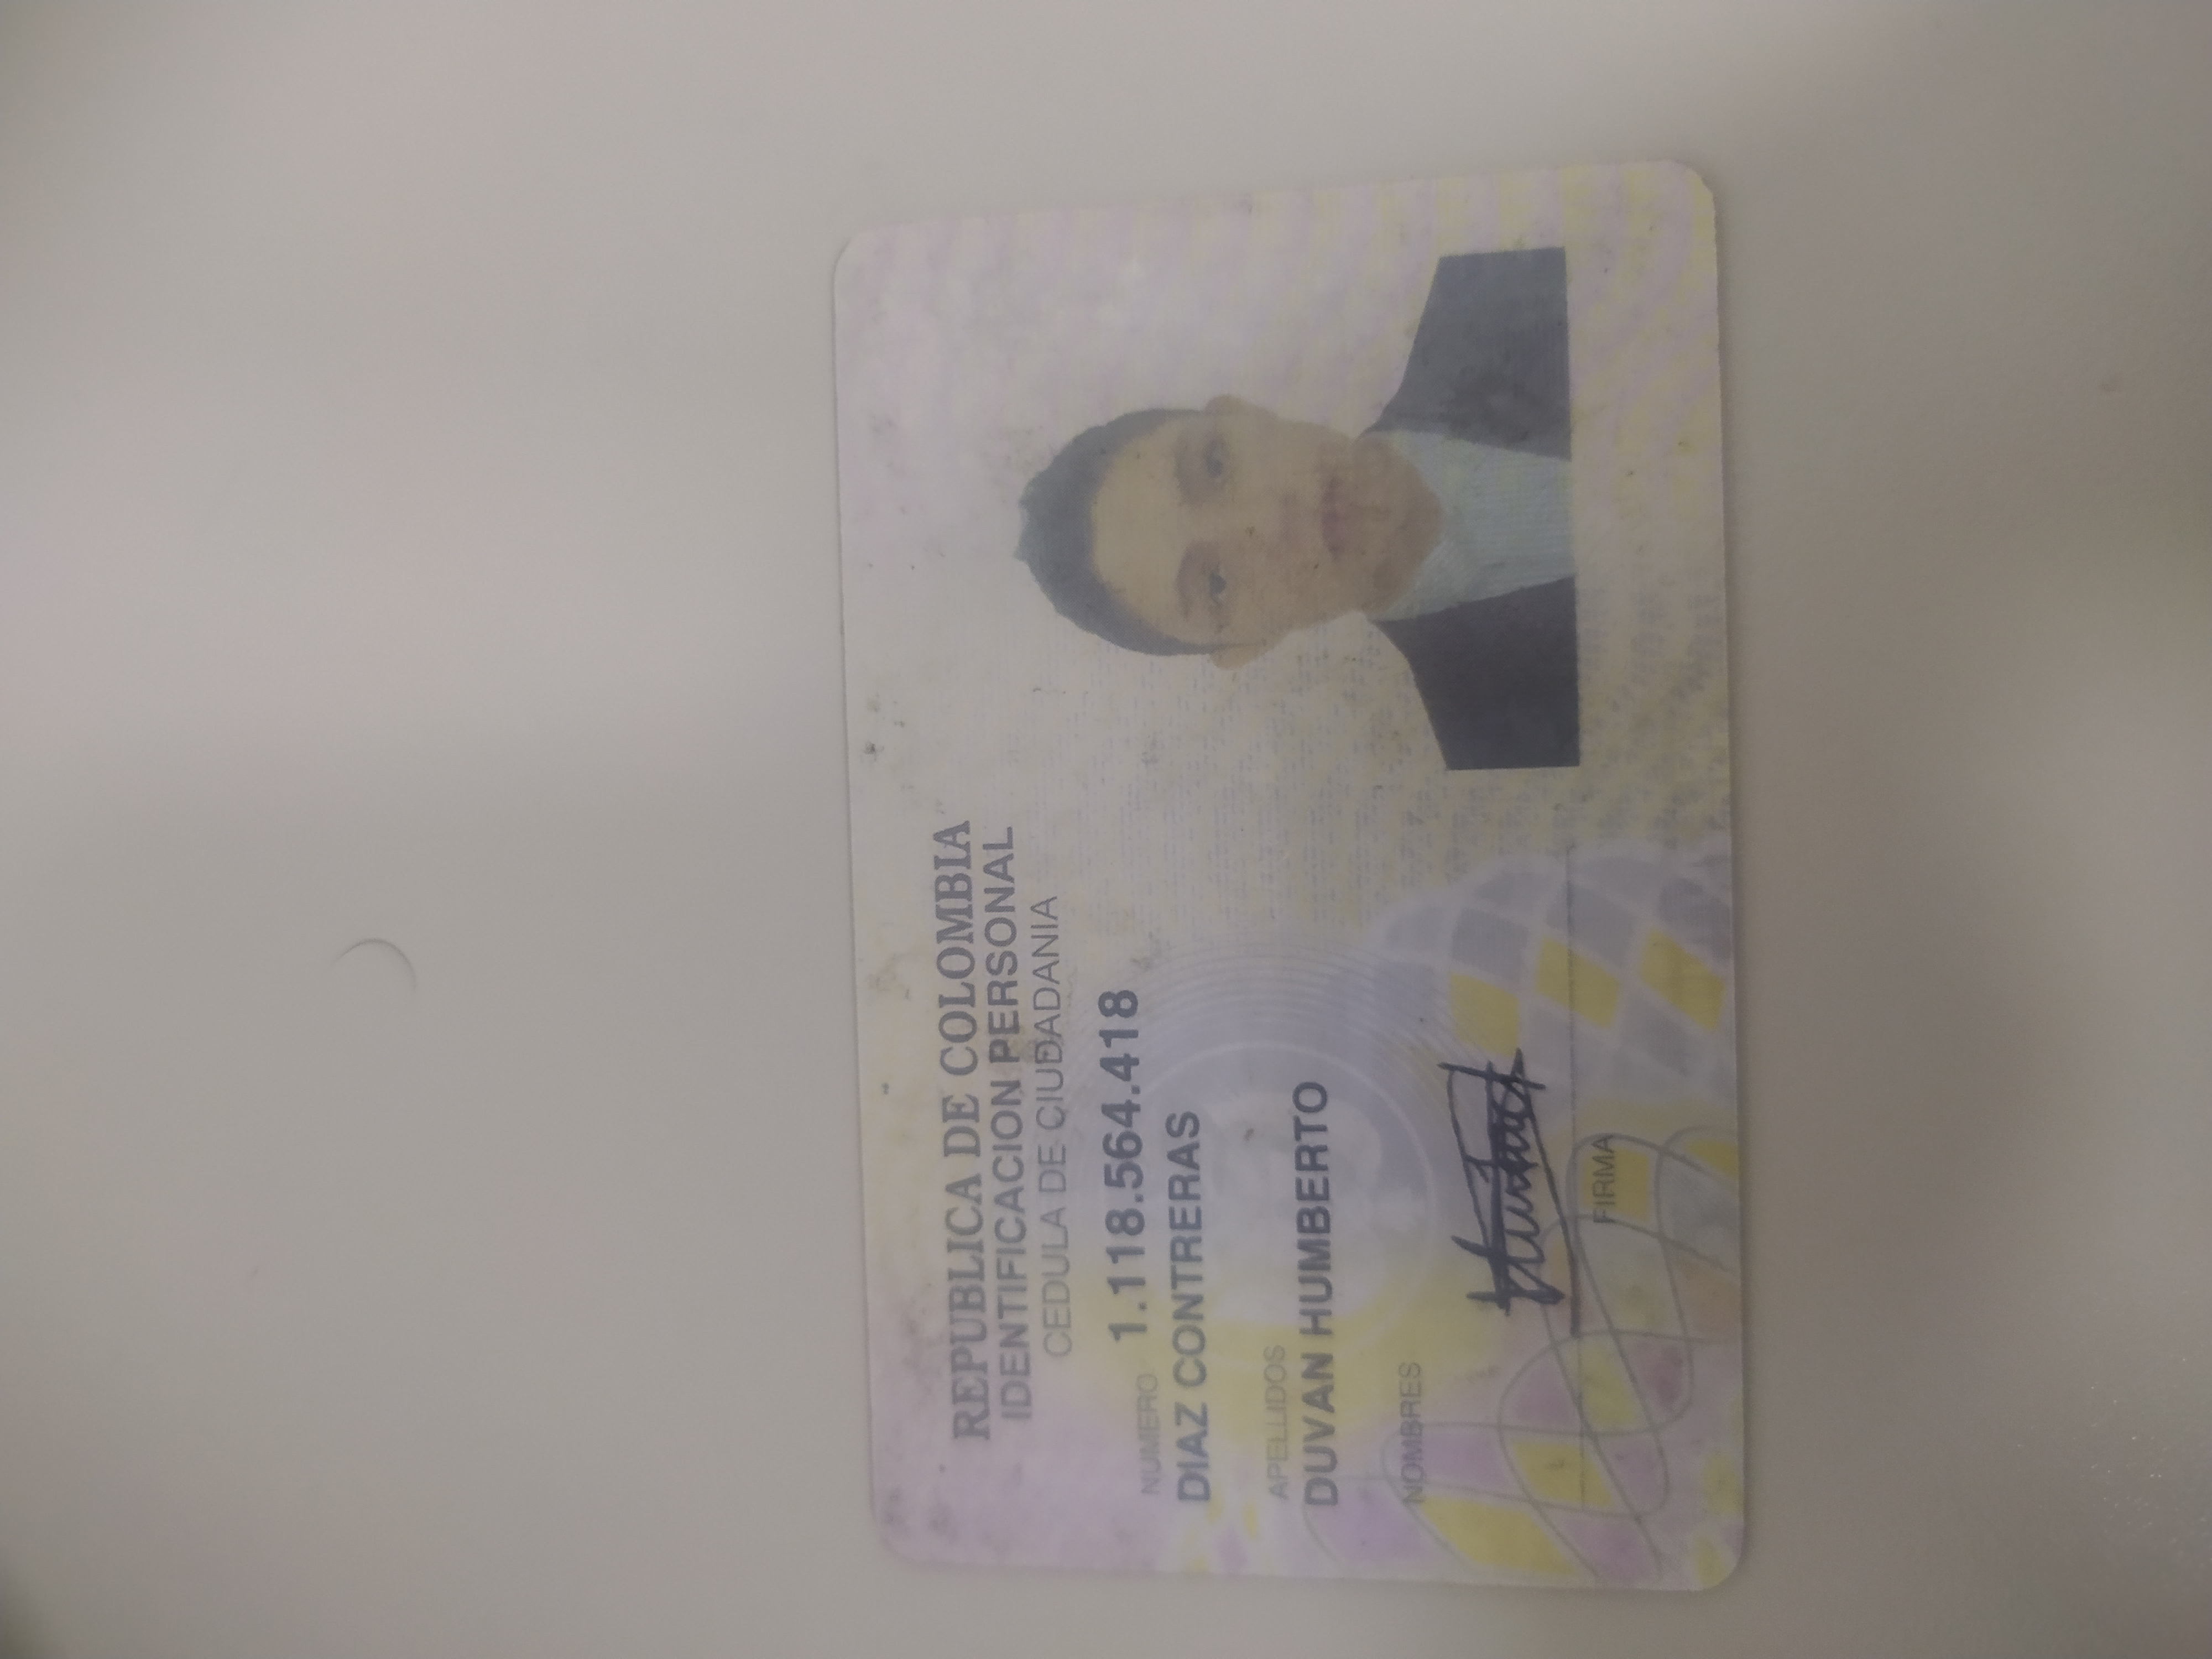 REPUBLICA DE COLOMBIA
IDENTIFICACION PERSONAL
CEDULA DE CIUDADANIA
NUMERO 1.118.564.418
DIAZ CONTRERAS
APELLIDOS
DUVAN HUMBERTO
NOMBRES
FIRMA